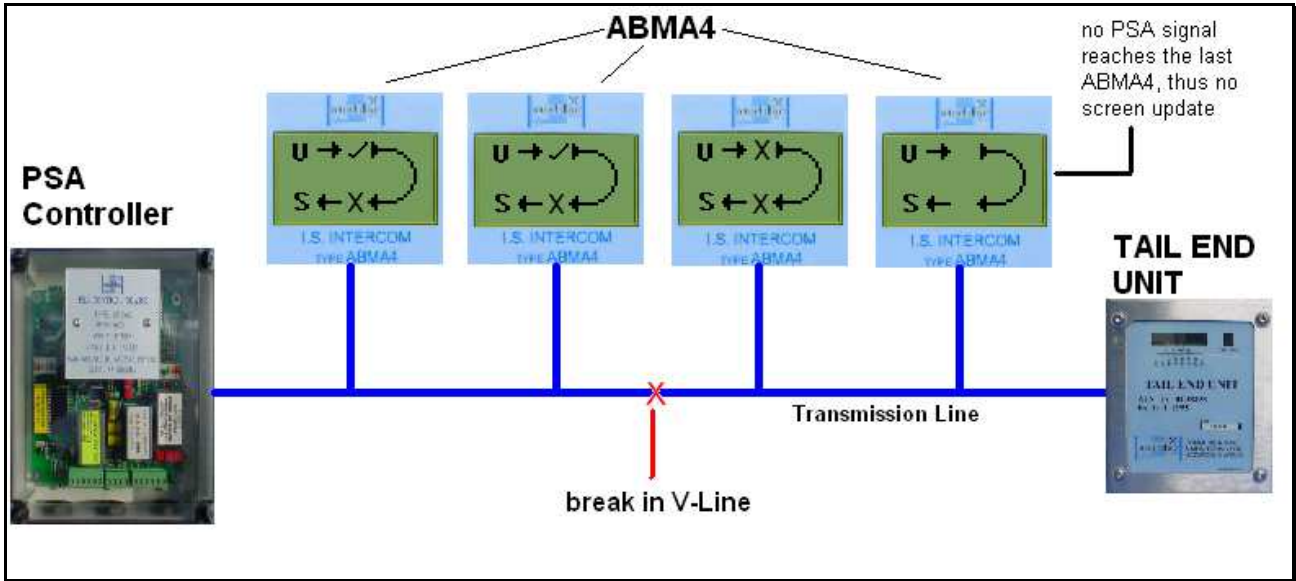 ABMA4
no PSA signal
reaches the last
ABMA4, thus no
screen update
U
S
I.S. INTERCOM
TYPE ABMA4
U
S
I.S. INTERCOM
TYPE ABMA4
U
S
I.S. INTERCOM
TYPE ABMA4
U
S
I.S. INTERCOM
TYPE ABMA4
PSA
Controller
TAIL END
UNIT
TAIL END UNIT
Transmission Line
X
break in V-Line